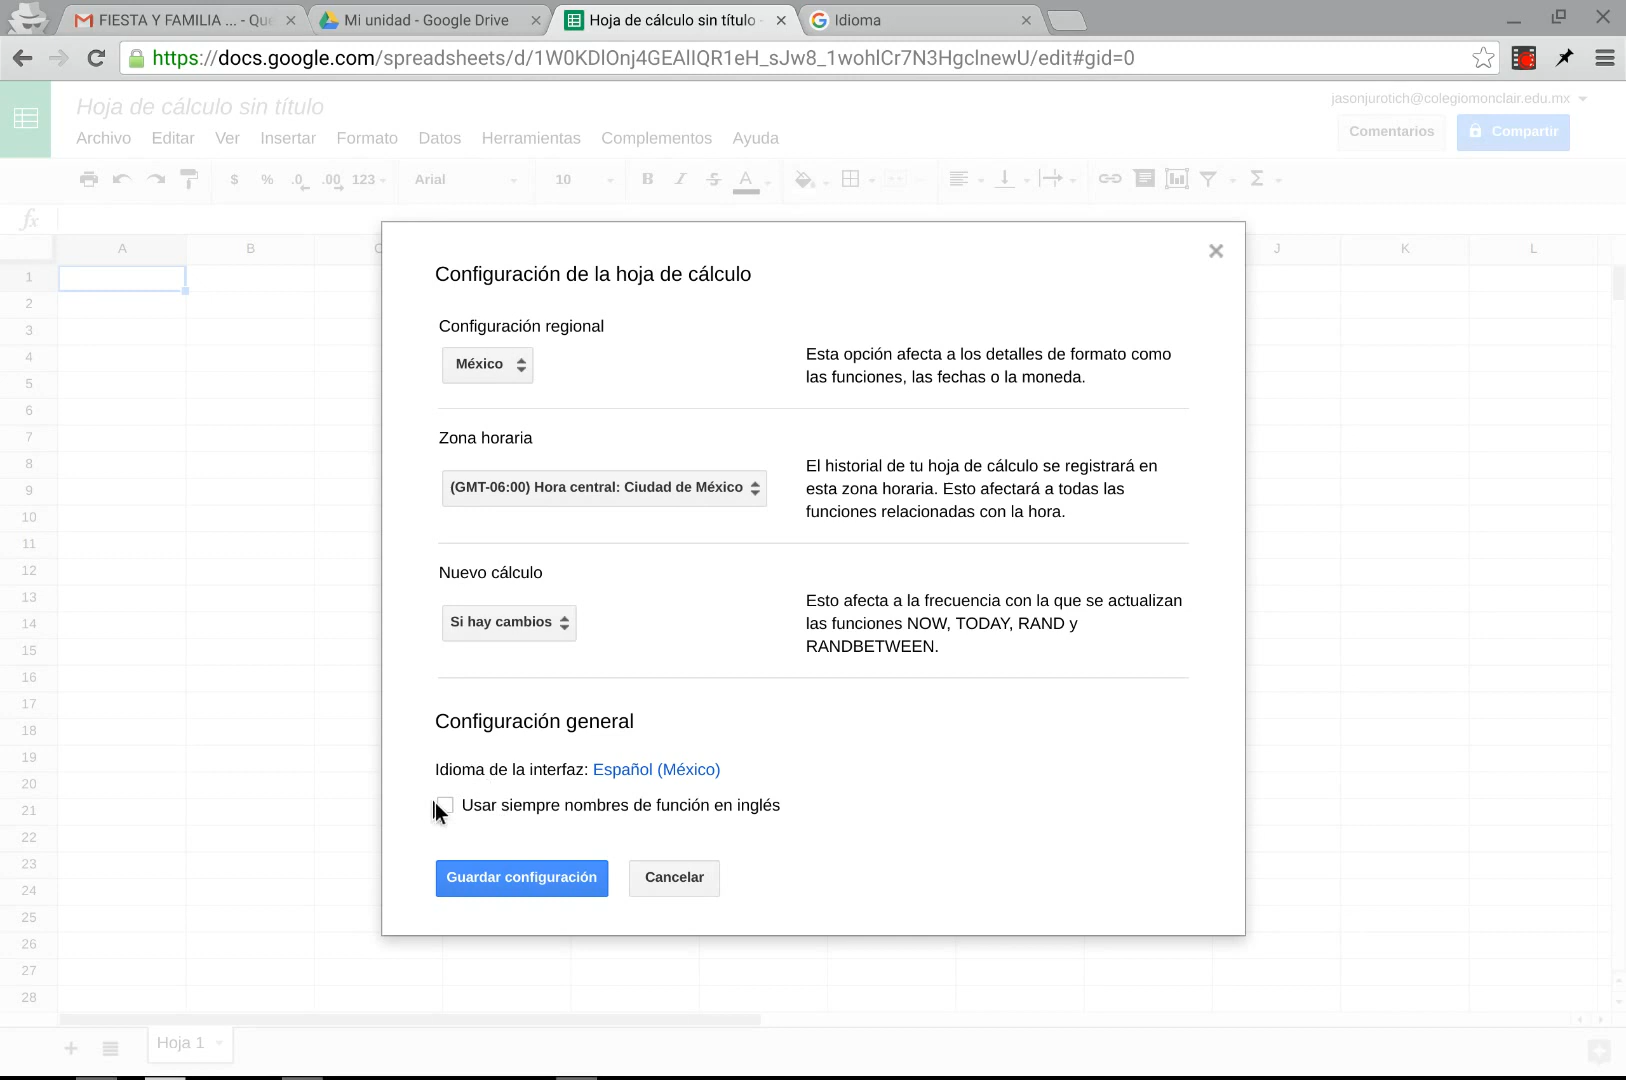 FIESTA Y FAMILIA ... - Que
Mi unidad - Google Drive
Hoja de cálculo sin título -
Idioma
https://docs.google.com/spreadsheets/d/1W0KDlOnj4GEAlIQR1eH_sJw8_1wohlCr7N3HgclnewU/edit#gid=0
Hoja de cálculo sin título
jasonjurotich@colegiomonclair.edu.mx
Archivo Editar Ver Insertar Formato Datos Herramientas Complementos Ayuda
Comentarios
Compartir
$ % .0 .00 123 Arial 10 B I S A Σ
fx
A B C J K L
1
2
3
4
5
6
7
8
9
10
11
12
13
14
15
16
17
18
19
20
21
22
23
24
25
26
27
28
Configuración de la hoja de cálculo
Configuración regional
México
Esta opción afecta a los detalles de formato como
las funciones, las fechas o la moneda.
Zona horaria
(GMT-06:00) Hora central: Ciudad de México
El historial de tu hoja de cálculo se registrará en
esta zona horaria. Esto afectará a todas las
funciones relacionadas con la hora.
Nuevo cálculo
Si hay cambios
Esto afecta a la frecuencia con la que se actualizan
las funciones NOW, TODAY, RAND y
RANDBETWEEN.
Configuración general
Idioma de la interfaz: Español (México)
Usar siempre nombres de función en inglés
Guardar configuración
Cancelar
Hoja 1